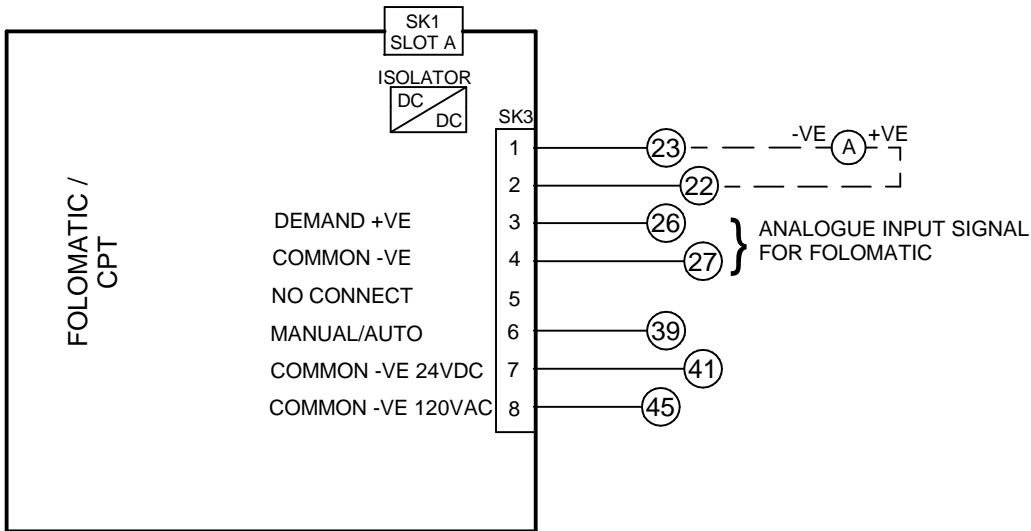 SK1
SLOT A
ISOLATOR
DC
DC
SK3
1
23
-VE
A
+VE
2
22
DEMAND +VE
3
26
COMMON -VE
4
27
}
ANALOGUE INPUT SIGNAL
FOR FOLOMATIC
NO CONNECT
5
MANUAL/AUTO
6
39
COMMON -VE 24VDC
7
41
COMMON -VE 120VAC
8
45
FOLOMATIC /
CPT